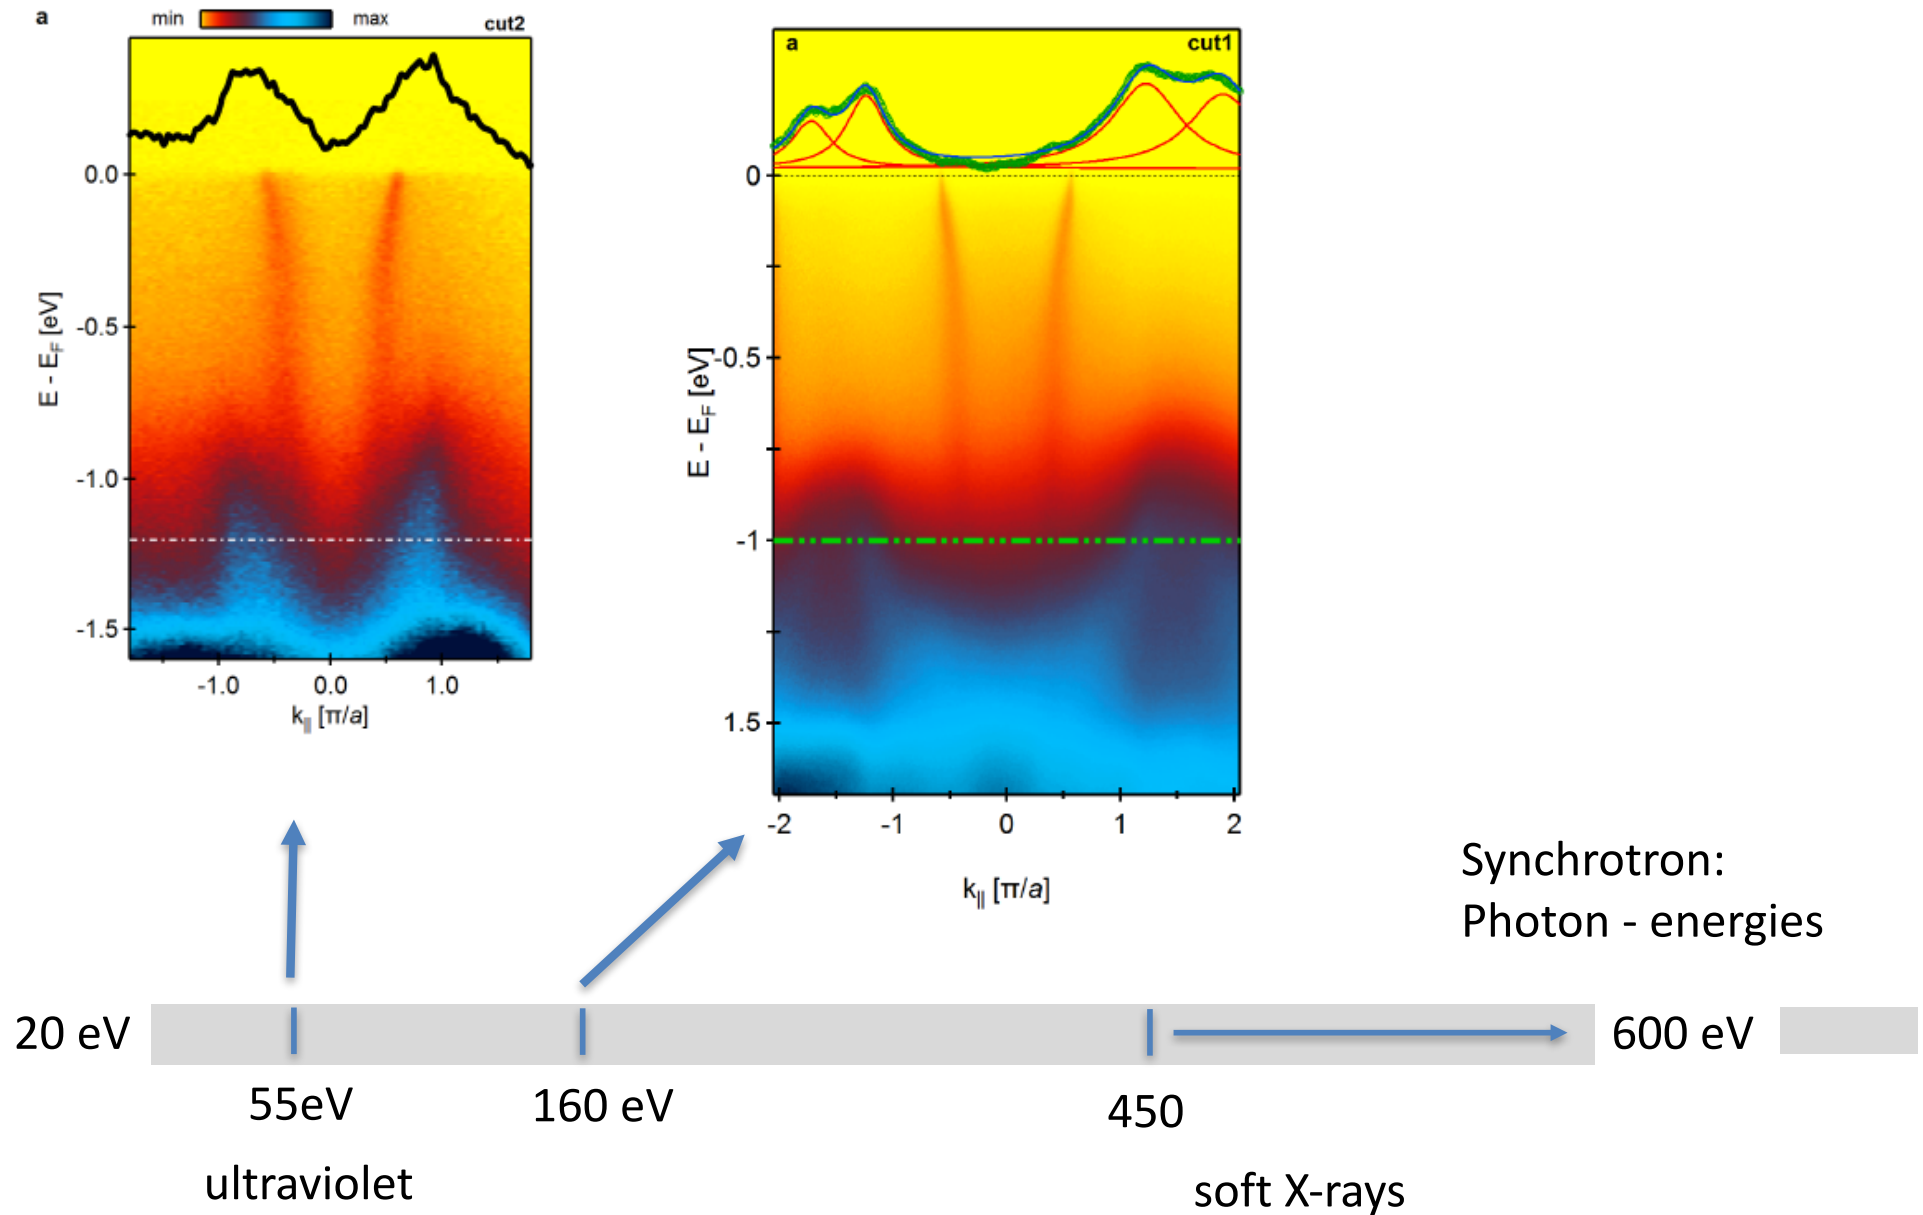 a
min max
cut2
0.0
-0.5
-1.0
-1.5
E - E_F [eV]
-1.0 0.0 1.0
k_|| [π/a]
a cut1
0
-0.5
-1
1.5
E - E_F [eV]
-2 -1 0 1 2
k_|| [π/a]
Synchrotron:
Photon - energies
20 eV
600 eV
55eV
160 eV
450
ultraviolet
soft X-rays